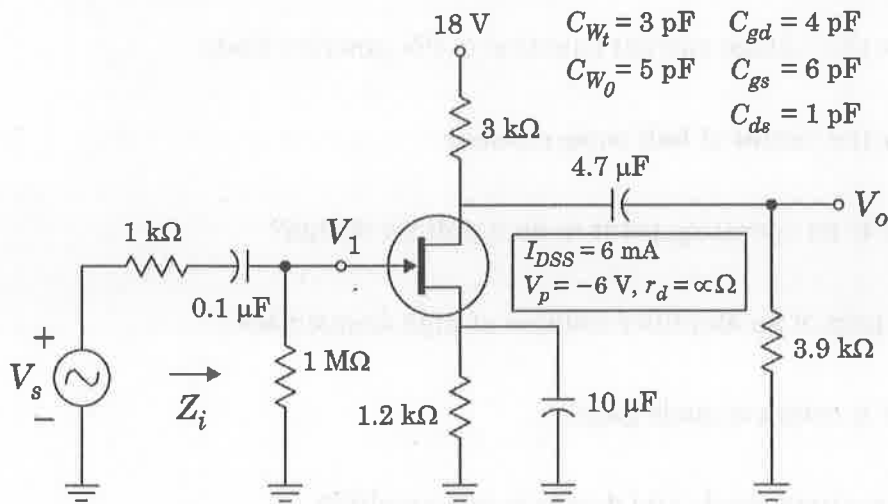 18 V
C_{W_t} = 3 pF C_{gd} = 4 pF
C_{W_0} = 5 pF C_{gs} = 6 pF
C_{ds} = 1 pF
3 kΩ
4.7 μF
V_o
1 kΩ
V_1
I_{DSS} = 6 mA
V_p = −6 V, r_d = ∝Ω
0.1 μF
+
V_s
−
Z_i
1 MΩ
1.2 kΩ
10 μF
3.9 kΩ